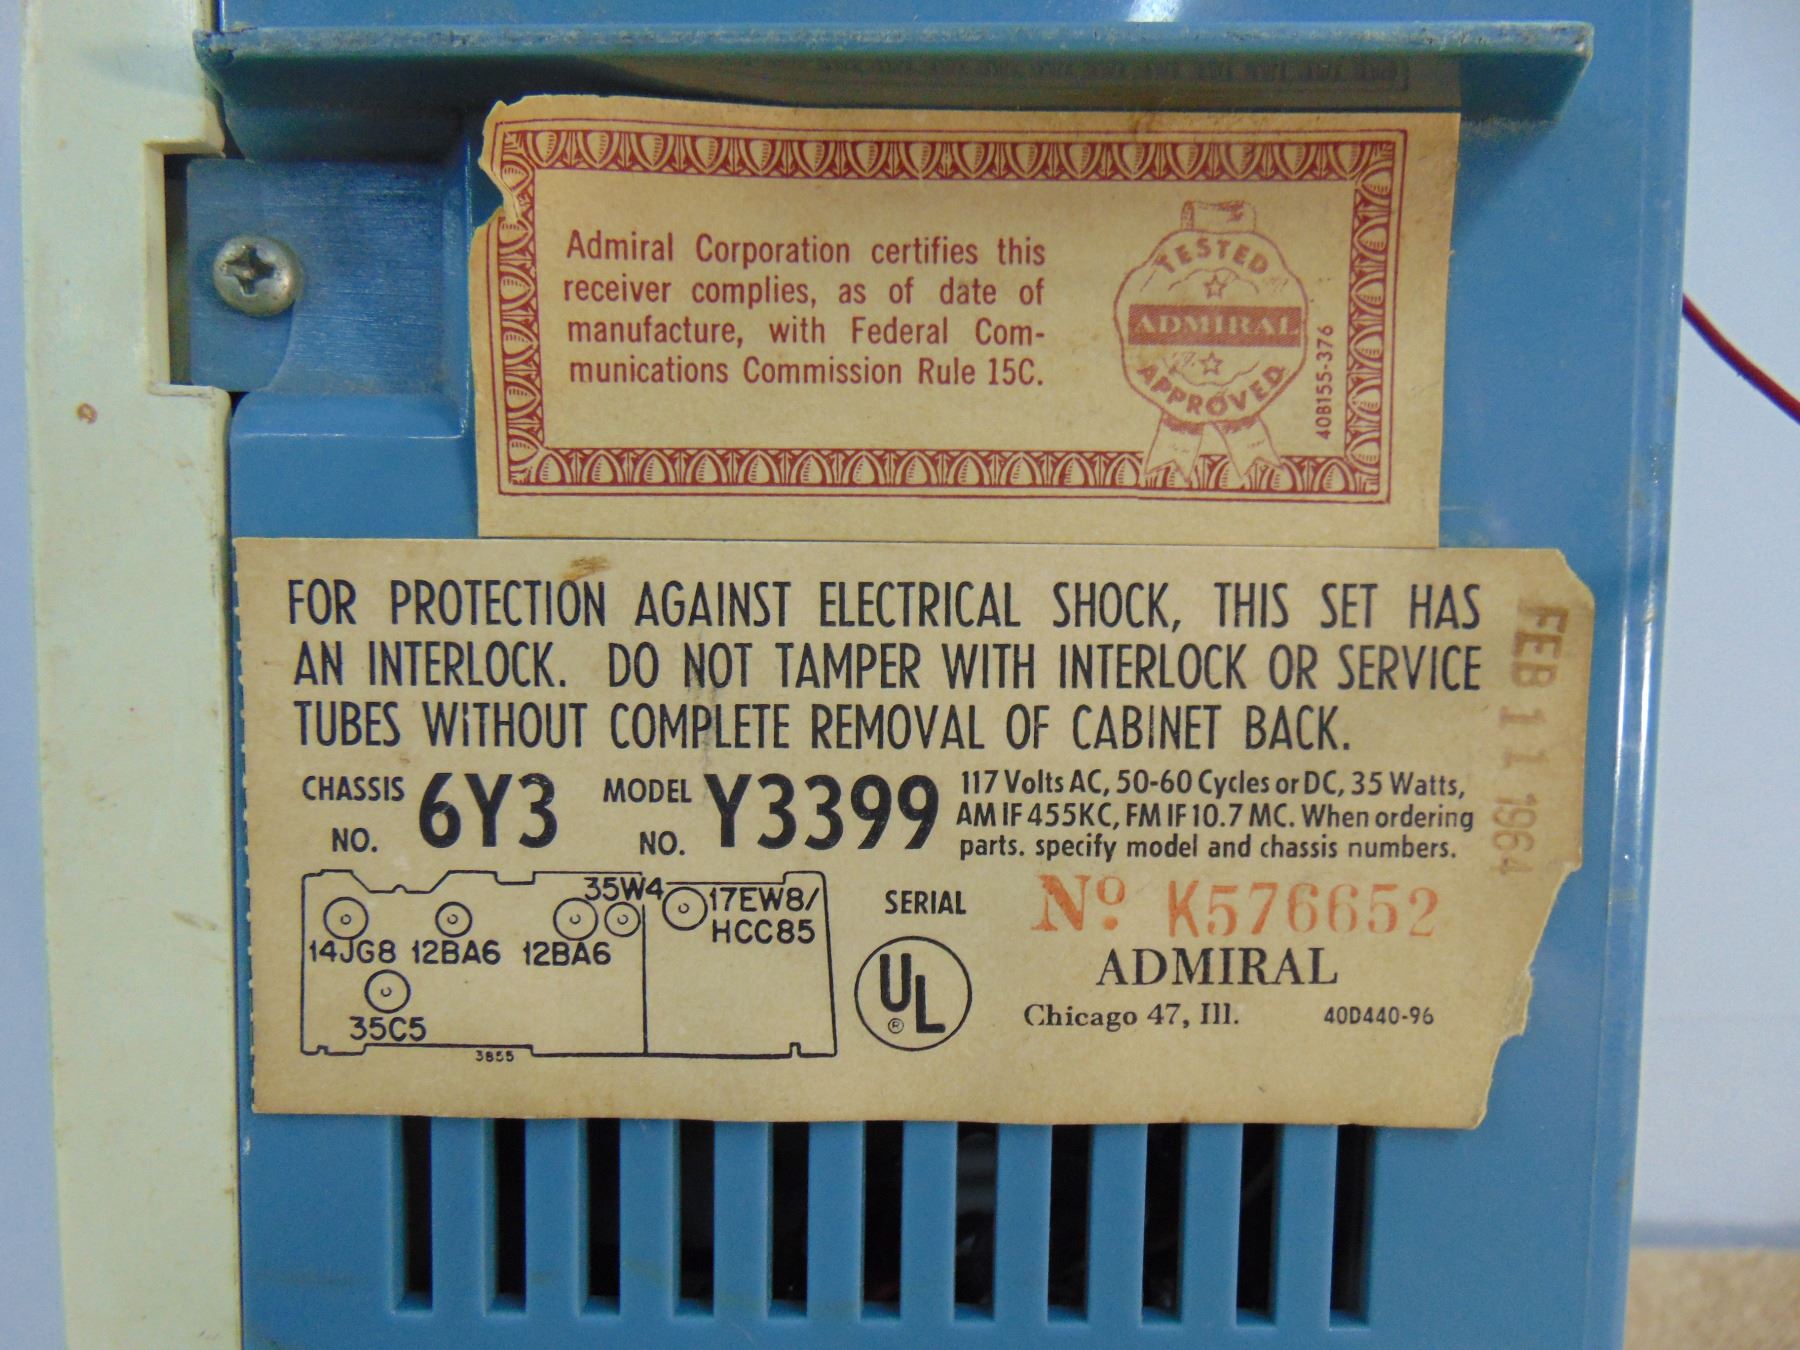 Admiral Corporation certifies this
receiver complies, as of date of
manufacture, with Federal Com-
munications Commission Rule 15C.
TESTED
ADMIRAL
APPROVED
40B155-376
FOR PROTECTION AGAINST ELECTRICAL SHOCK, THIS SET HAS
AN INTERLOCK. DO NOT TAMPER WITH INTERLOCK OR SERVICE
TUBES WITHOUT COMPLETE REMOVAL OF CABINET BACK.
FEB 11 1964
CHASSIS NO. 6Y3 MODEL NO. Y3399
117 Volts AC, 50-60 Cycles or DC, 35 Watts,
AM IF 455KC, FM IF 10.7 MC. When ordering
parts. specify model and chassis numbers.
35W4
17EW8/
HCC85
14JG8 12BA6 12BA6
35C5
3855
SERIAL Nº K576652
UL ®
ADMIRAL
Chicago 47, Ill. 40D440-96